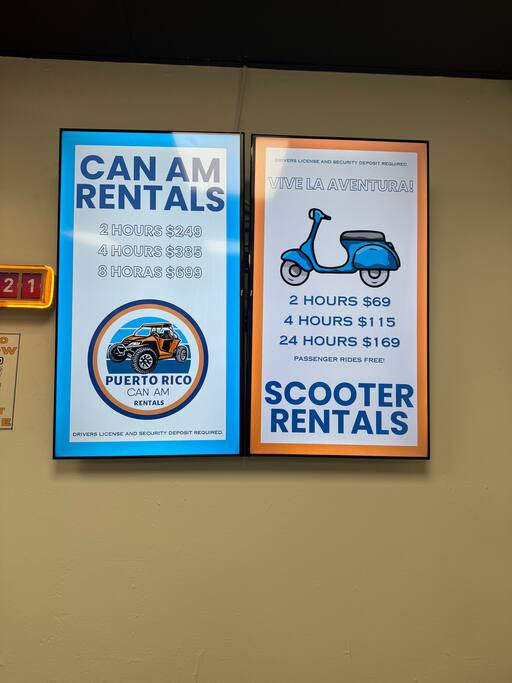 CAN AM
RENTALS
2 HOURS $249
4 HOURS $385
8 HORAS $699
PUERTO RICO
CAN AM
RENTALS
DRIVERS LICENSE AND SECURITY DEPOSIT REQUIRED.
DRIVERS LICENSE AND SECURITY DEPOSIT REQUIRED.
VIVE LA AVENTURA!
2 HOURS $69
4 HOURS $115
24 HOURS $169
PASSENGER RIDES FREE!
SCOOTER
RENTALS
21